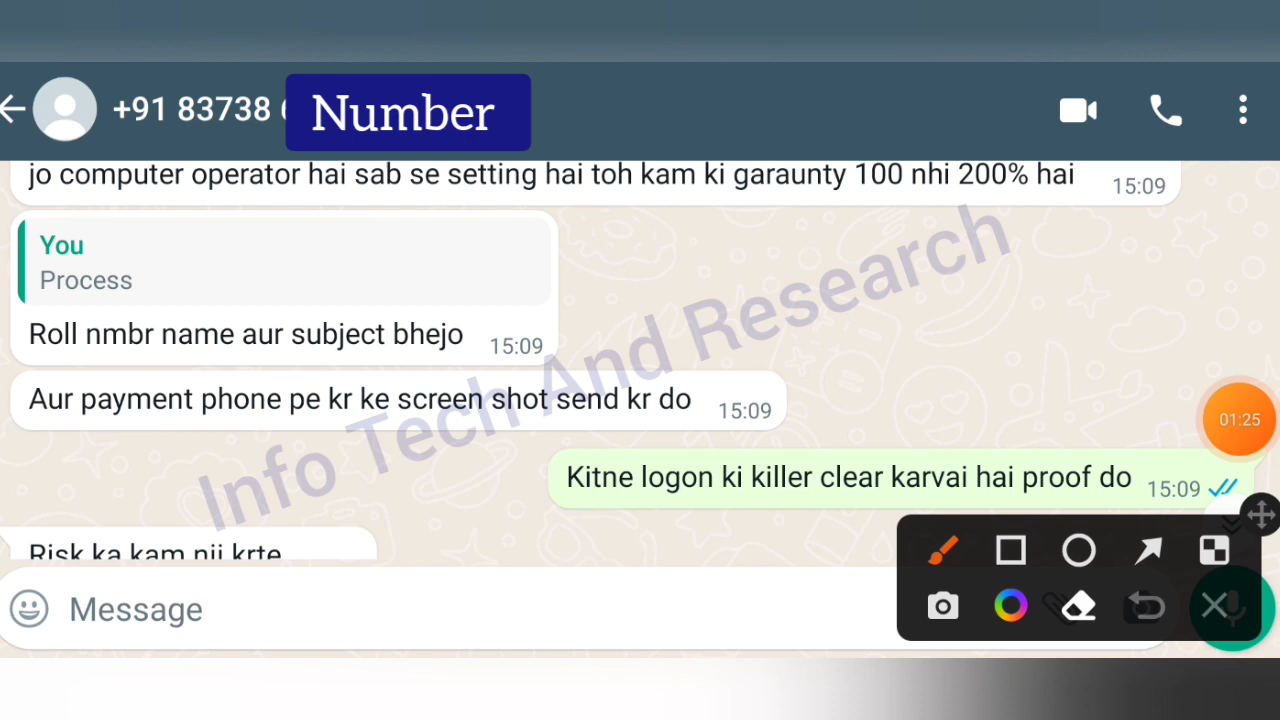 +91 83738
Number
jo computer operator hai sab se setting hai toh kam ki garaunty 100 nhi 200% hai
15:09
You
Process
Roll nmbr name aur subject bhejo
15:09
Aur payment phone pe kr ke screen shot send kr do
15:09
Info Tech And Research
01:25
Kitne logon ki killer clear karvai hai proof do
15:09
Risk ka kam nii krte
Message